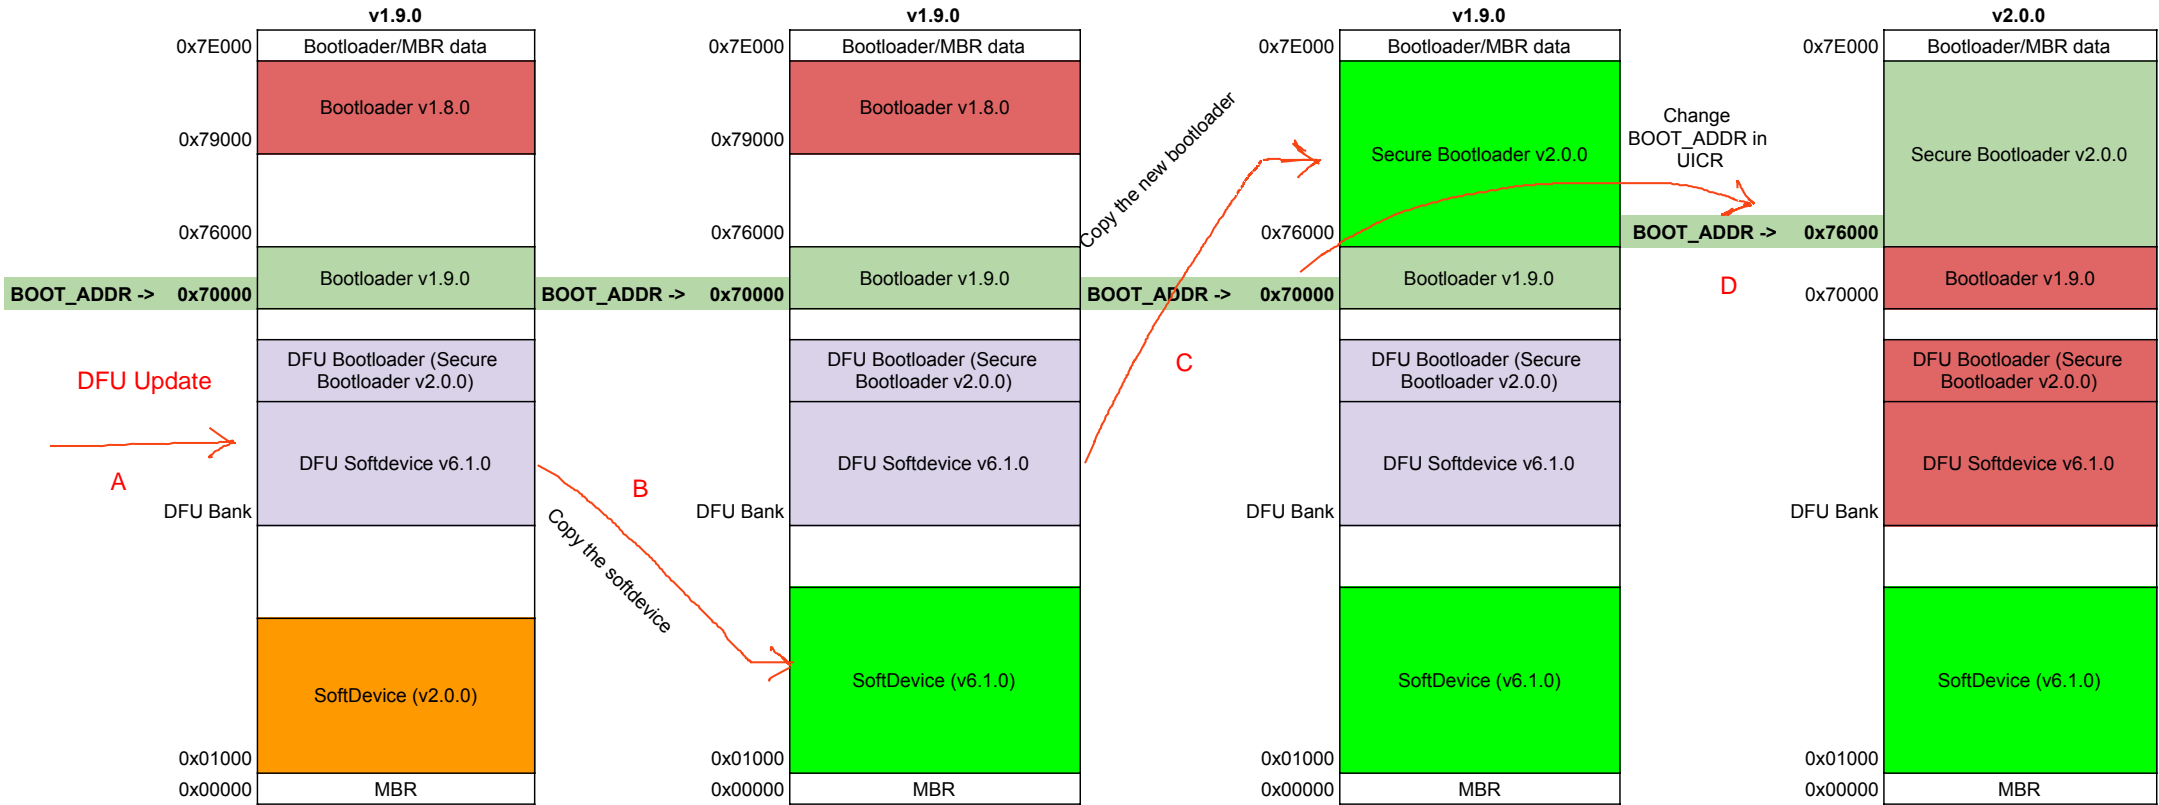 v1.9.0
0x7E000
Bootloader/MBR data
Bootloader v1.8.0
0x79000
0x76000
Bootloader v1.9.0
BOOT_ADDR -> 0x70000
DFU Bootloader (Secure
Bootloader v2.0.0)
DFU Update
DFU Softdevice v6.1.0
A
DFU Bank
SoftDevice (v2.0.0)
0x01000
0x00000
MBR
B
Copy the softdevice
v1.9.0
0x7E000
Bootloader/MBR data
Bootloader v1.8.0
0x79000
0x76000
Bootloader v1.9.0
BOOT_ADDR -> 0x70000
DFU Bootloader (Secure
Bootloader v2.0.0)
DFU Softdevice v6.1.0
DFU Bank
SoftDevice (v6.1.0)
0x01000
0x00000
MBR
Copy the new bootloader
C
v1.9.0
0x7E000
Bootloader/MBR data
Secure Bootloader v2.0.0
0x76000
Bootloader v1.9.0
BOOT_ADDR -> 0x70000
DFU Bootloader (Secure
Bootloader v2.0.0)
DFU Softdevice v6.1.0
DFU Bank
SoftDevice (v6.1.0)
0x01000
0x00000
MBR
Change
BOOT_ADDR in
UICR
D
v2.0.0
0x7E000
Bootloader/MBR data
Secure Bootloader v2.0.0
BOOT_ADDR -> 0x76000
Bootloader v1.9.0
0x70000
DFU Bootloader (Secure
Bootloader v2.0.0)
DFU Softdevice v6.1.0
DFU Bank
SoftDevice (v6.1.0)
0x01000
0x00000
MBR